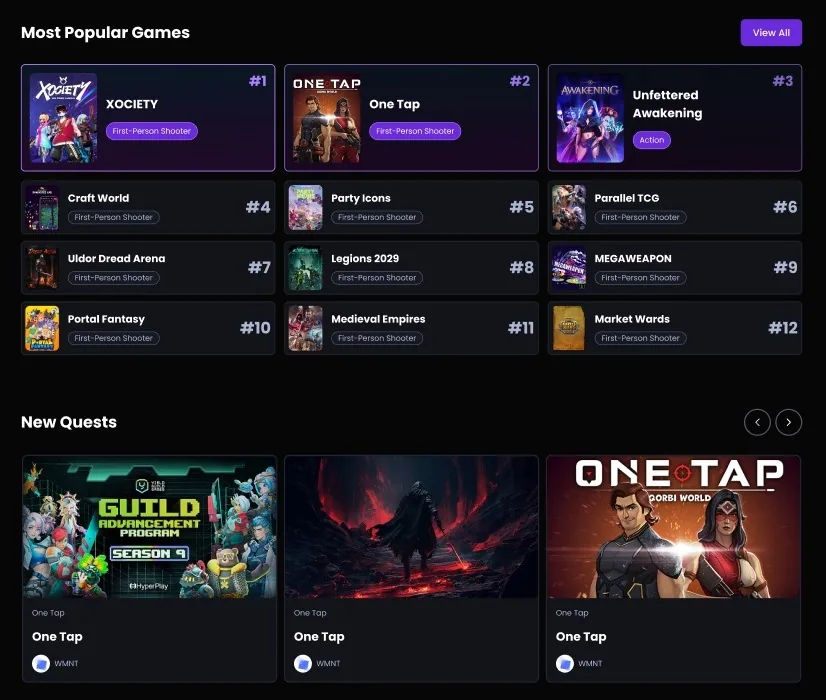 Most Popular Games
View All
#1
XOCIETY
XOCIETY
First-Person Shooter
#2
ONE TAP
GORBI WORLD
One Tap
First-Person Shooter
#3
AWAKENING
Unfettered
Awakening
Action
Craft World
First-Person Shooter
#4
Party Icons
First-Person Shooter
#5
Parallel TCG
First-Person Shooter
#6
Uldor Dread Arena
First-Person Shooter
#7
Legions 2029
First-Person Shooter
#8
MEGAWEAPON
MEGAWEAPON
First-Person Shooter
#9
PORTAL
FANTASY
Portal Fantasy
First-Person Shooter
#10
Medieval Empires
First-Person Shooter
#11
Market Wards
First-Person Shooter
#12
New Quests
GUILD
ADVANCEMENT
PROGRAM
SEASON 9
HyperPlay
One Tap
One Tap
WMNT
One Tap
One Tap
WMNT
ONE TAP
GORBI WORLD
One Tap
One Tap
WMNT